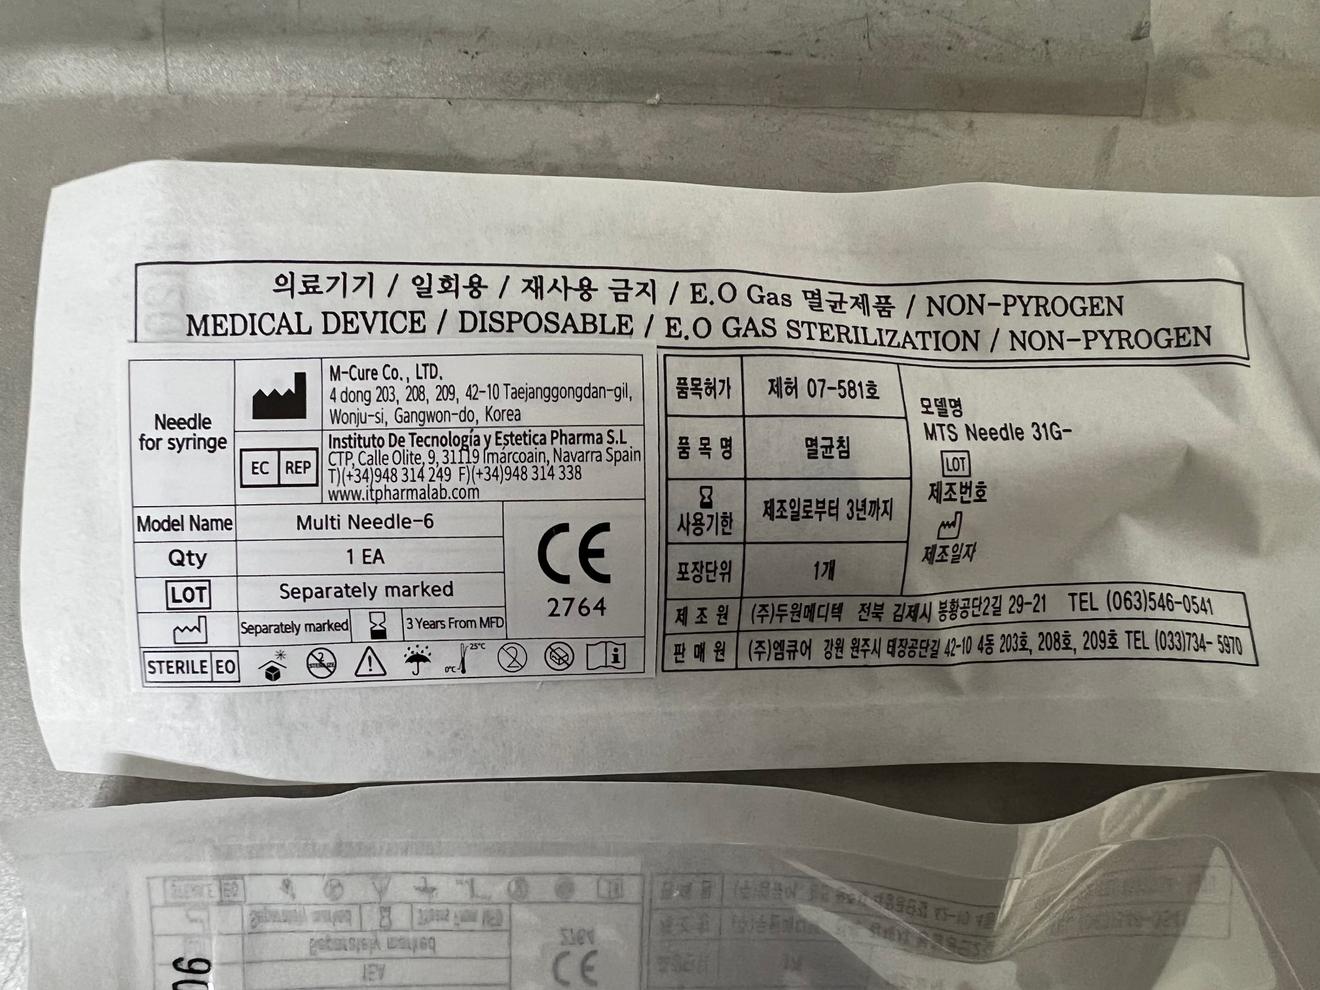 의료기기 / 일회용 / 재사용 금지 / E.O Gas 멸균제품 / NON-PYROGEN
MEDICAL DEVICE / DISPOSABLE / E.O GAS STERILIZATION / NON-PYROGEN
Needle
for syringe
M-Cure Co., LTD.
4 dong 203, 208, 209, 42-10 Taejanggongdan-gil,
Wonju-si, Gangwon-do, Korea
EC REP
Instituto De Tecnología y Estetica Pharma S.L
CTP, Calle Olite, 9, 31119 Imárcoain, Navarra Spain
T)(+34)948 314 249 F)(+34)948 314 338
www.itpharmalab.com
Model Name Multi Needle-6
Qty 1 EA
LOT Separately marked
Separately marked 3 Years From MFD
CE
2764
STERILE EO
STERILIZE
0℃ 25℃
2
i
품목허가 제허 07-581호
품 목 명 멸균침
사용기한 제조일로부터 3년까지
포장단위 1개
모델명
MTS Needle 31G-
LOT
제조번호
제조일자
제 조 원 (주)두원메디텍 전북 김제시 봉황공단2길 29-21 TEL (063)546-0541
판 매 원 (주)엠큐어 강원 원주시 태장공단길 42-10 4동 203호, 208호, 209호 TEL (033)734-5970